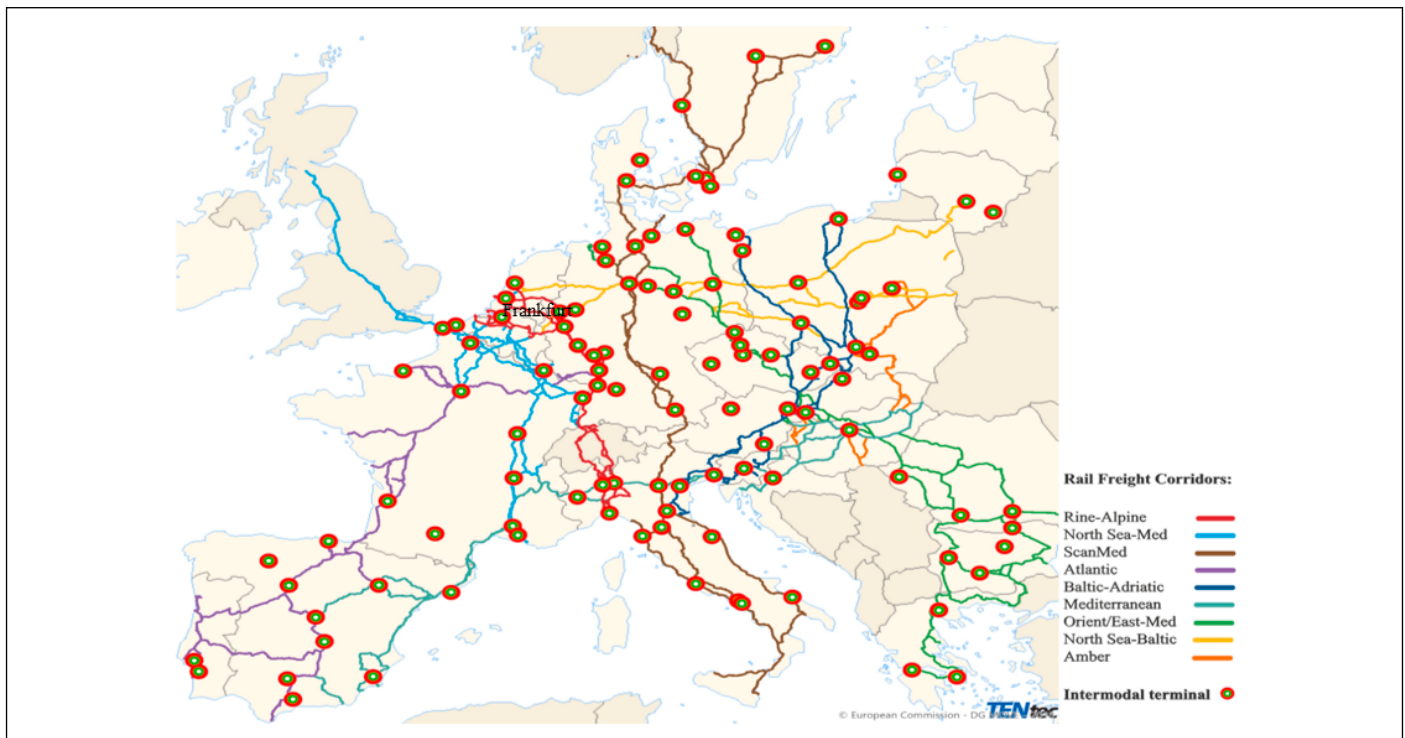 Frankfurt
Rail Freight Corridors:
Rine-Alpine
North Sea-Med
ScanMed
Atlantic
Baltic-Adriatic
Mediterranean
Orient/East-Med
North Sea-Baltic
Amber
Intermodal terminal
© European Commission - DG
TENtec